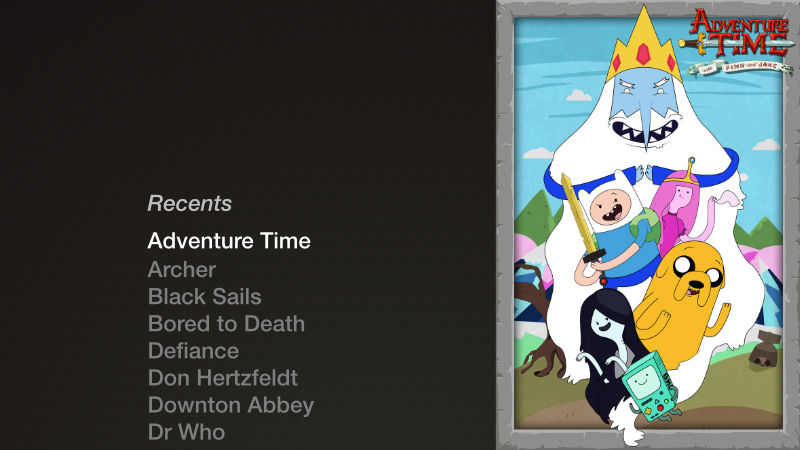 Recents
Adventure Time
Archer
Black Sails
Bored to Death
Defiance
Don Hertzfeldt
Downton Abbey
Dr Who
ADVENTURE
TIME
WITH FINN AND JAKE
BMO